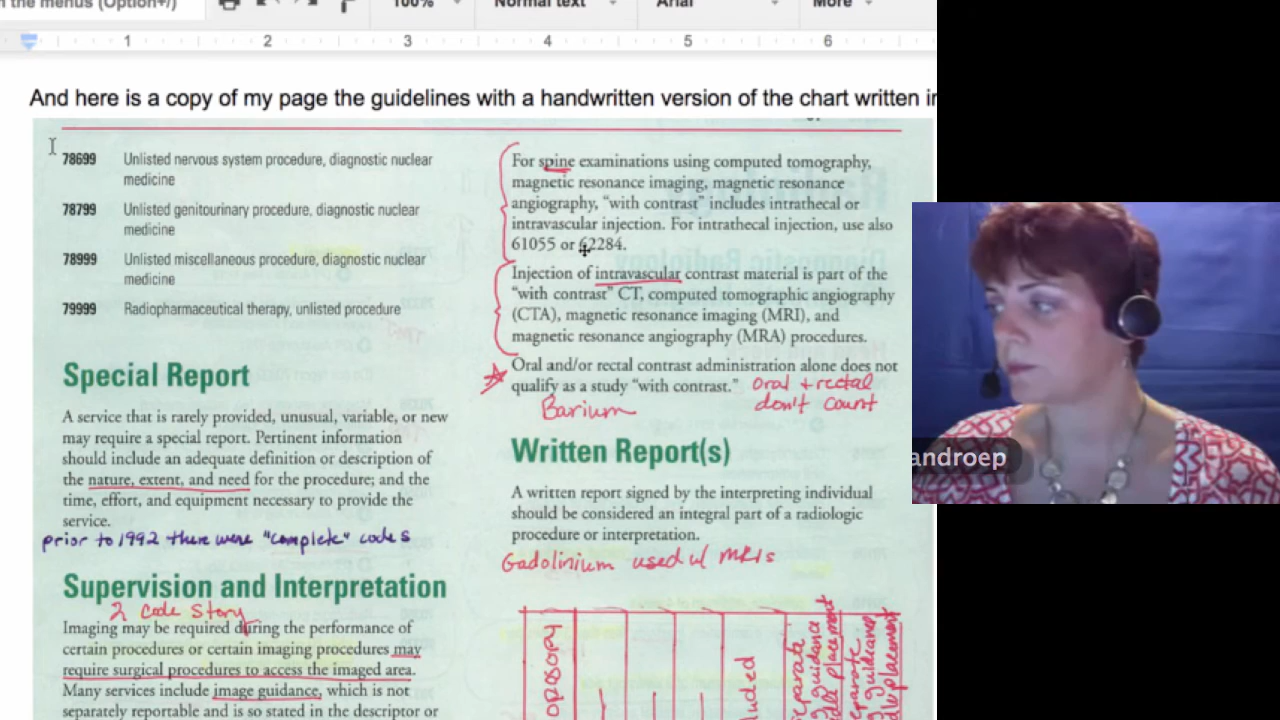 the menus (Option+/)
100%
Normal text
Arial
More
1 2 3 4 5 6
And here is a copy of my page the guidelines with a handwritten version of the chart written
78699 Unlisted nervous system procedure, diagnostic nuclear
medicine
78799 Unlisted genitourinary procedure, diagnostic nuclear
medicine
78999 Unlisted miscellaneous procedure, diagnostic nuclear
medicine
79999 Radiopharmaceutical therapy, unlisted procedure
Special Report
A service that is rarely provided, unusual, variable, or new
may require a special report. Pertinent information
should include an adequate definition or description of
the nature, extent, and need for the procedure; and the
time, effort, and equipment necessary to provide the
service.
prior to 1992 there were "complete" codes
Supervision and Interpretation
2 code story
Imaging may be required during the performance of
certain procedures or certain imaging procedures may
require surgical procedures to access the imaged area.
Many services include image guidance, which is not
separately reportable and is so stated in the descriptor or
For spine examinations using computed tomography,
magnetic resonance imaging, magnetic resonance
angiography, “with contrast” includes intrathecal or
intravascular injection. For intrathecal injection, use also
61055 or 62284.
Injection of intravascular contrast material is part of the
“with contrast” CT, computed tomographic angiography
(CTA), magnetic resonance imaging (MRI), and
magnetic resonance angiography (MRA) procedures.
Oral and/or rectal contrast administration alone does not
qualify as a study “with contrast.”
oral + rectal
don't count
Barium
Written Report(s)
A written report signed by the interpreting individual
should be considered an integral part of a radiologic
procedure or interpretation.
Gadolinium used w/ MRIs
androep